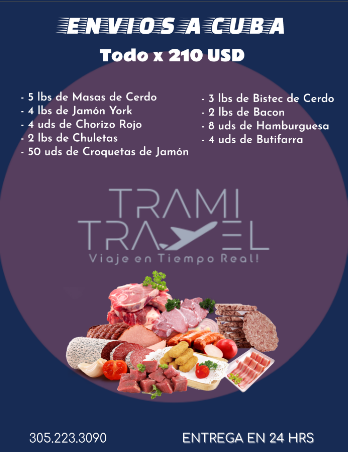 ENVIOS A CUBA
Todo x 210 USD
- 5 lbs de Masas de Cerdo
- 4 lbs de Jamón York
- 4 uds de Chorizo Rojo
- 2 lbs de Chuletas
- 50 uds de Croquetas de Jamón
- 3 lbs de Bistec de Cerdo
- 2 lbs de Bacon
- 8 uds de Hamburguesa
- 4 uds de Butifarra
TRAMI
TRAVEL
Viaje en Tiempo Real!
305.223.3090
ENTREGA EN 24 HRS